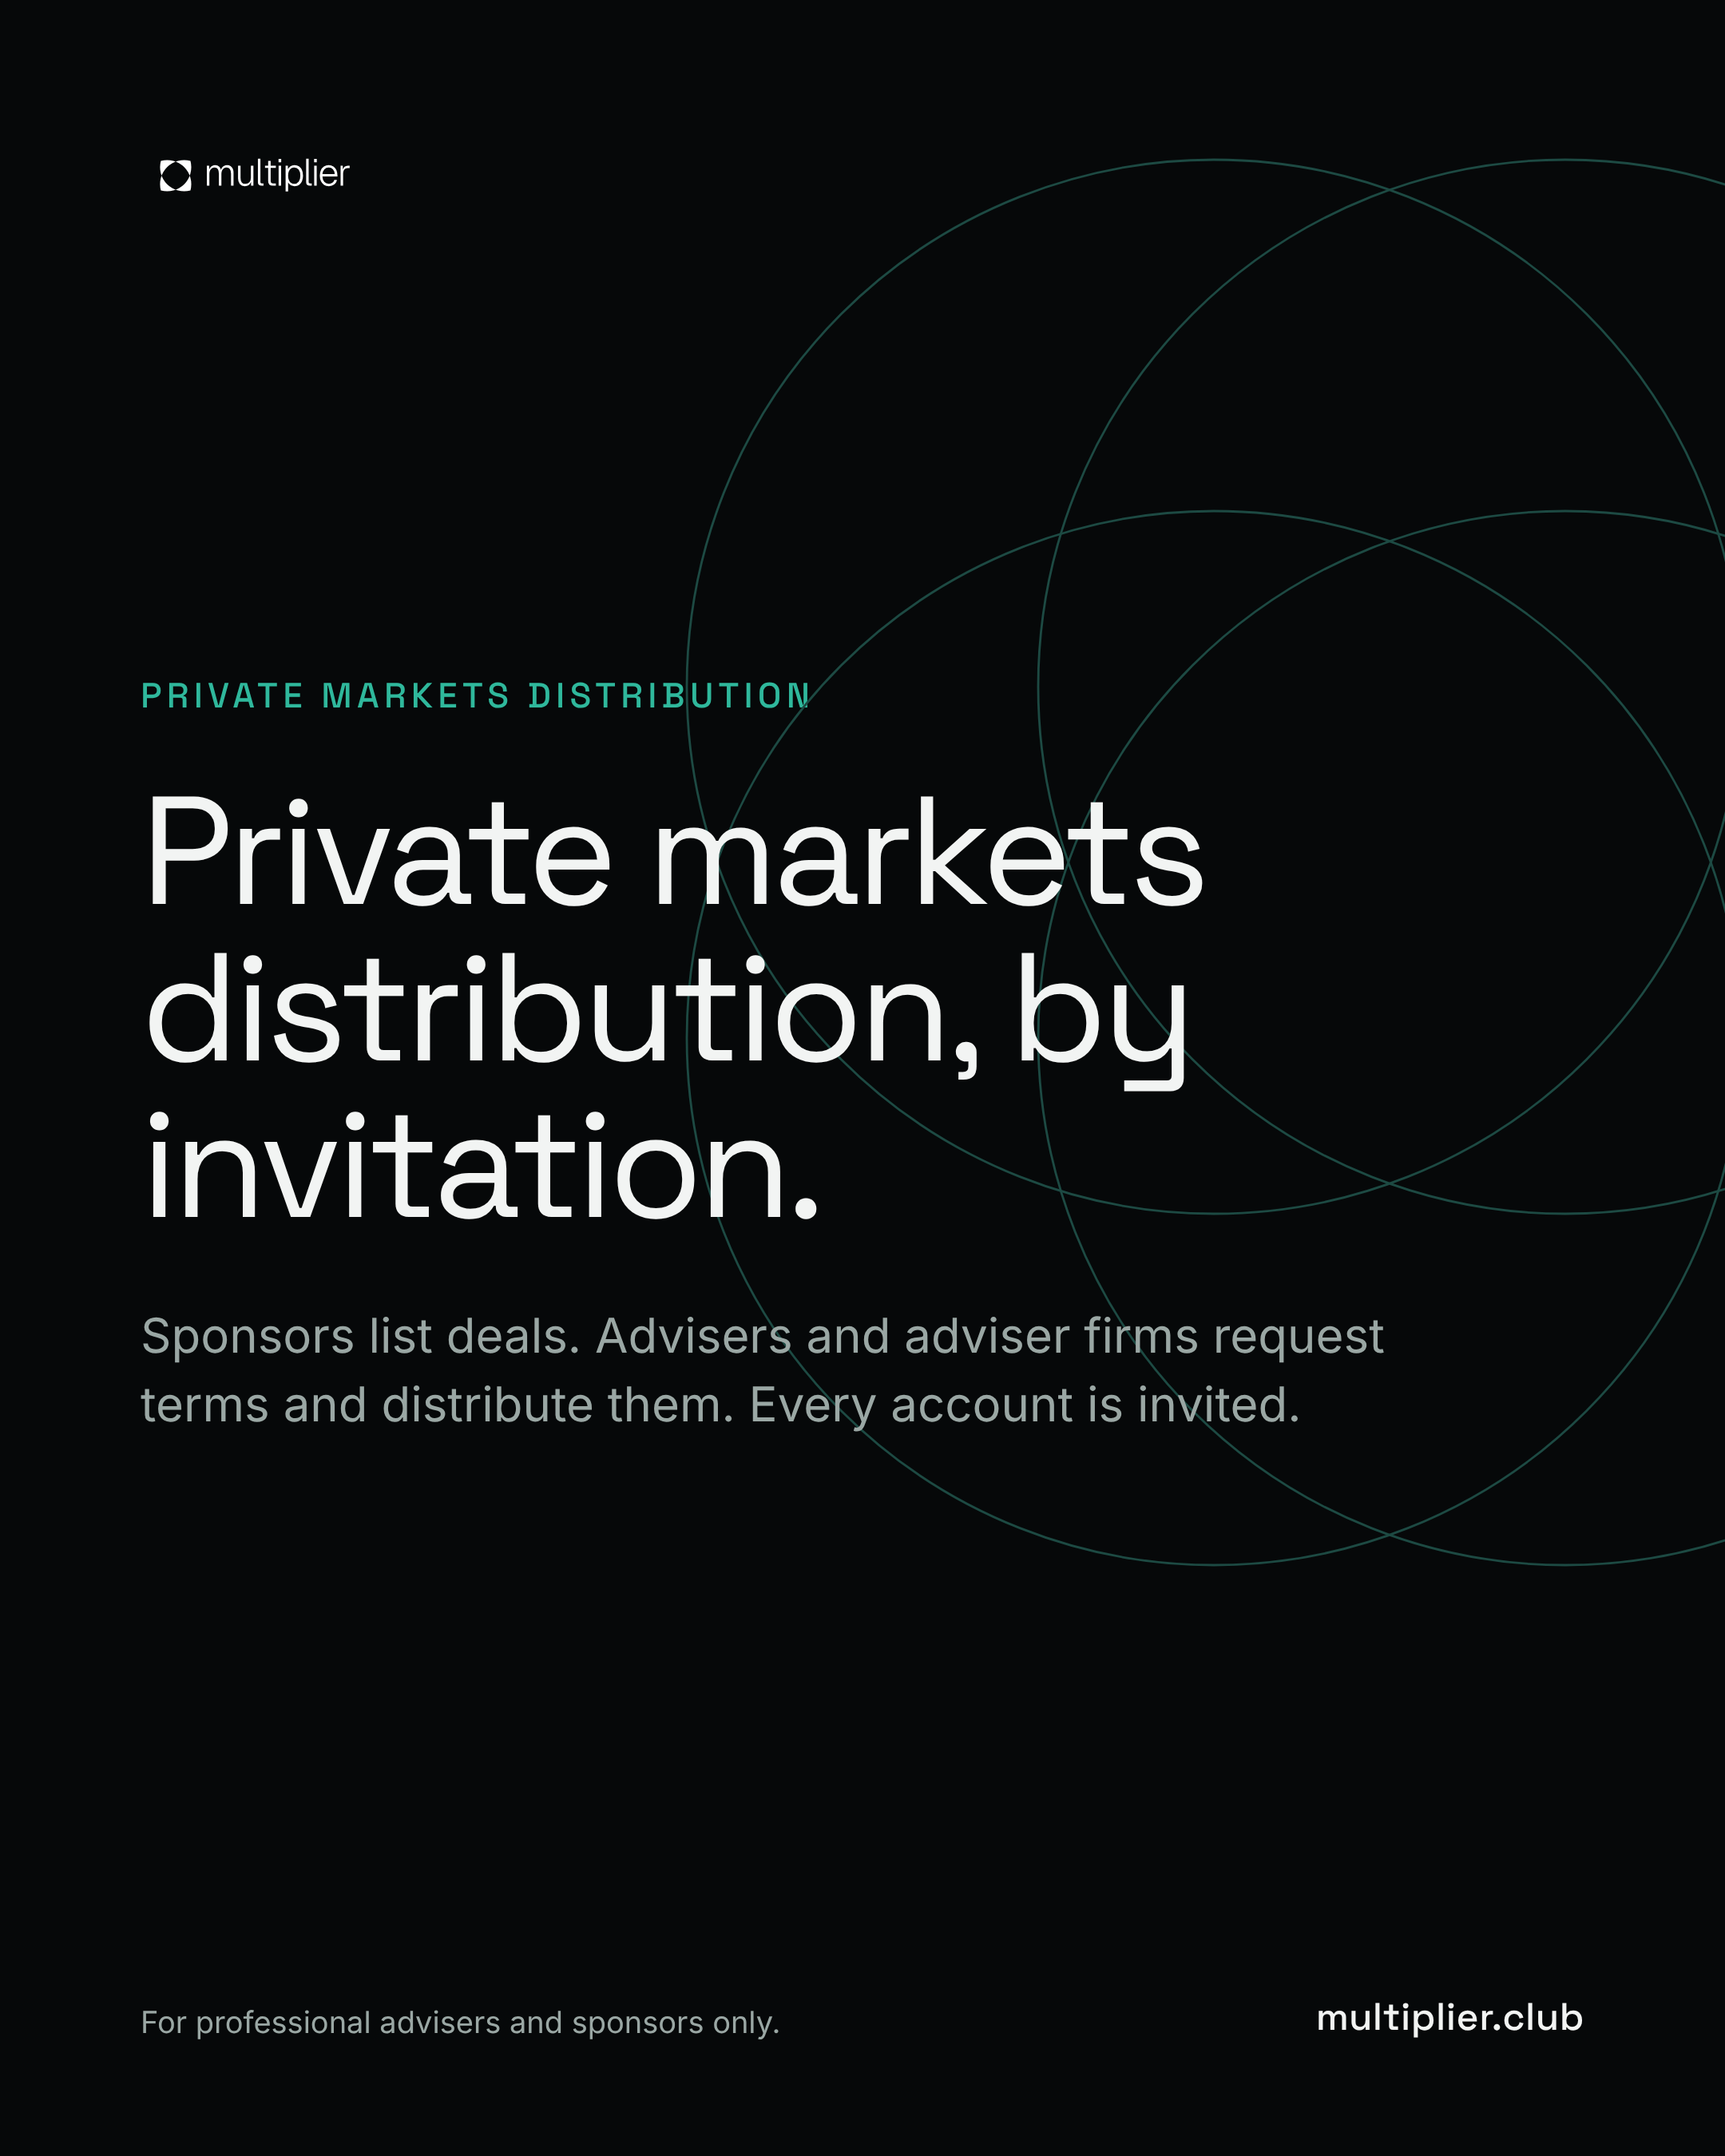 multiplier
PRIVATE MARKETS DISTRIBUTION
Private markets
distribution, by
invitation.
Sponsors list deals. Advisers and adviser firms request
terms and distribute them. Every account is invited.
For professional advisers and sponsors only.
multiplier.club